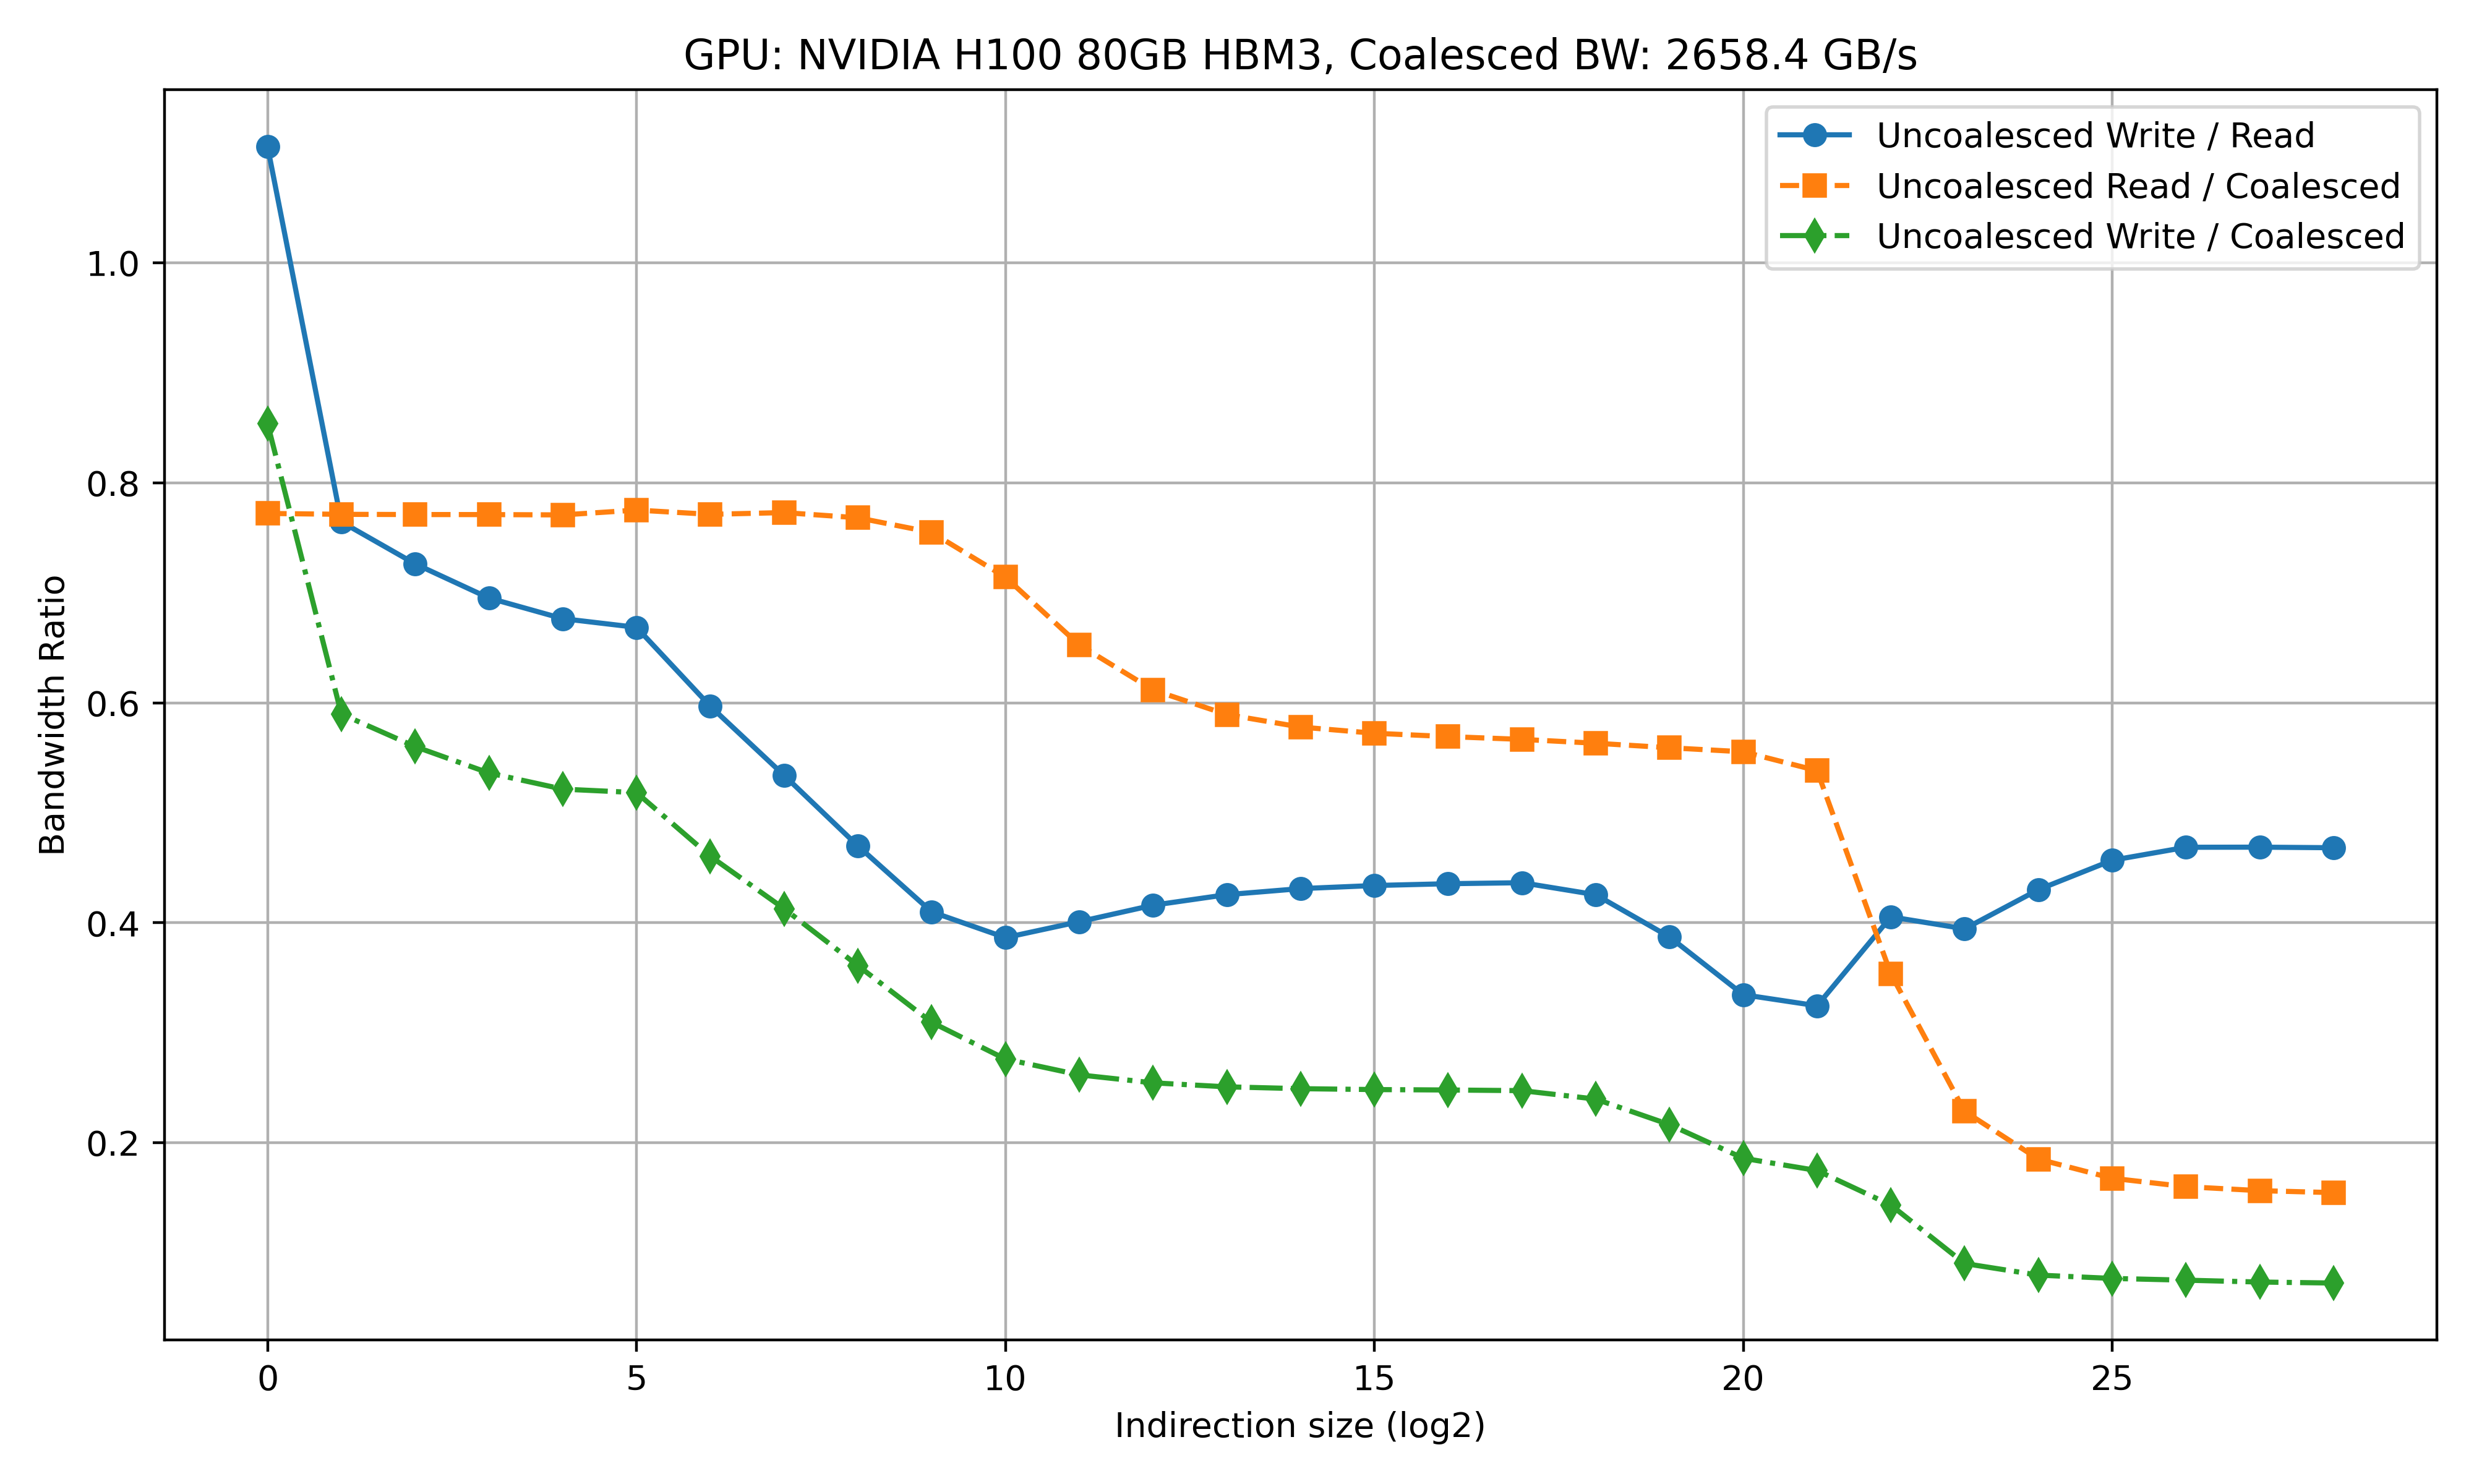 GPU: NVIDIA H100 80GB HBM3, Coalesced BW: 2658.4 GB/s
Uncoalesced Write / Read
Uncoalesced Read / Coalesced
Uncoalesced Write / Coalesced
Bandwidth Ratio
1.0
0.8
0.6
0.4
0.2
0 5 10 15 20 25
Indirection size (log2)